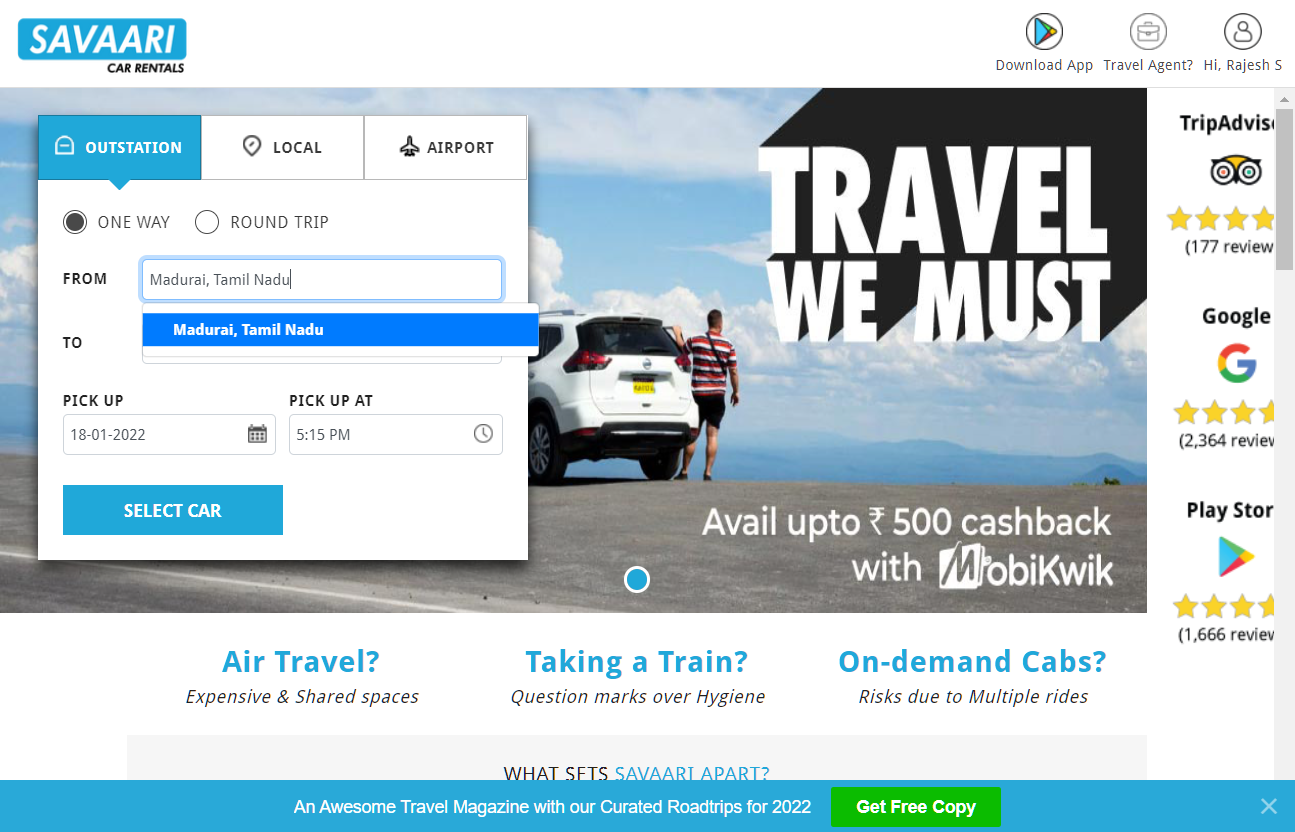 SAVAARI
CAR RENTALS
Download App
Travel Agent?
Hi, Rajesh S
OUTSTATION
LOCAL
AIRPORT
ONE WAY
ROUND TRIP
FROM
Madurai, Tamil Nadu
Madurai, Tamil Nadu
TO
PICK UP
PICK UP AT
18-01-2022
5:15 PM
SELECT CAR
TRAVEL
WE MUST
Avail upto ₹ 500 cashback
with MobiKwik
TripAdvis
(177 review
Google
(2,364 review
Play Stor
(1,666 review
Air Travel?
Expensive & Shared spaces
Taking a Train?
Question marks over Hygiene
On-demand Cabs?
Risks due to Multiple rides
WHAT SETS SAVAARI APART?
An Awesome Travel Magazine with our Curated Roadtrips for 2022
Get Free Copy